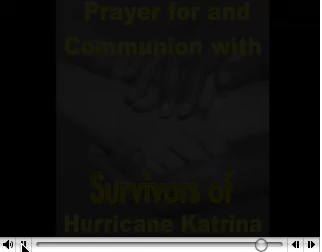 Prayer for and
Communion with
Survivors of
Hurricane Katrina